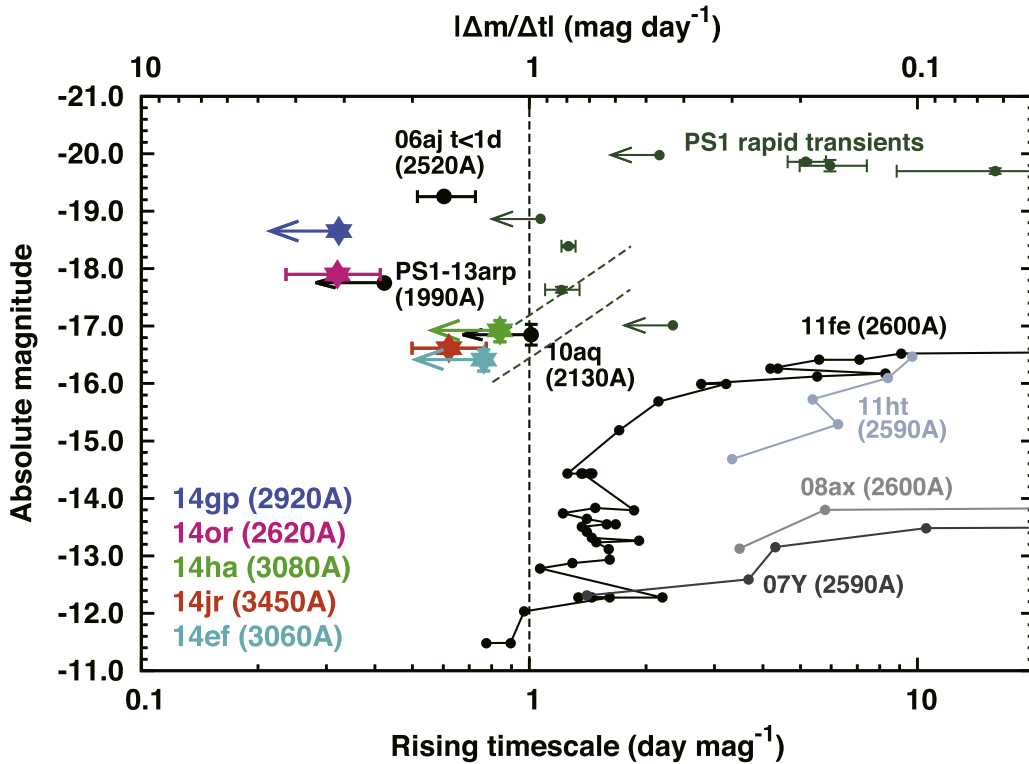 |Δm/Δt| (mag day-1)
10 1 0.1
-21.0
-20.0
-19.0
-18.0
-17.0
-16.0
-15.0
-14.0
-13.0
-12.0
-11.0
Absolute magnitude
06aj t<1d
(2520A)
PS1 rapid transients
PS1-13arp
(1990A)
10aq
(2130A)
11fe (2600A)
11ht
(2590A)
08ax (2600A)
07Y (2590A)
14gp (2920A)
14or (2620A)
14ha (3080A)
14jr (3450A)
14ef (3060A)
0.1 1 10
Rising timescale (day mag-1)